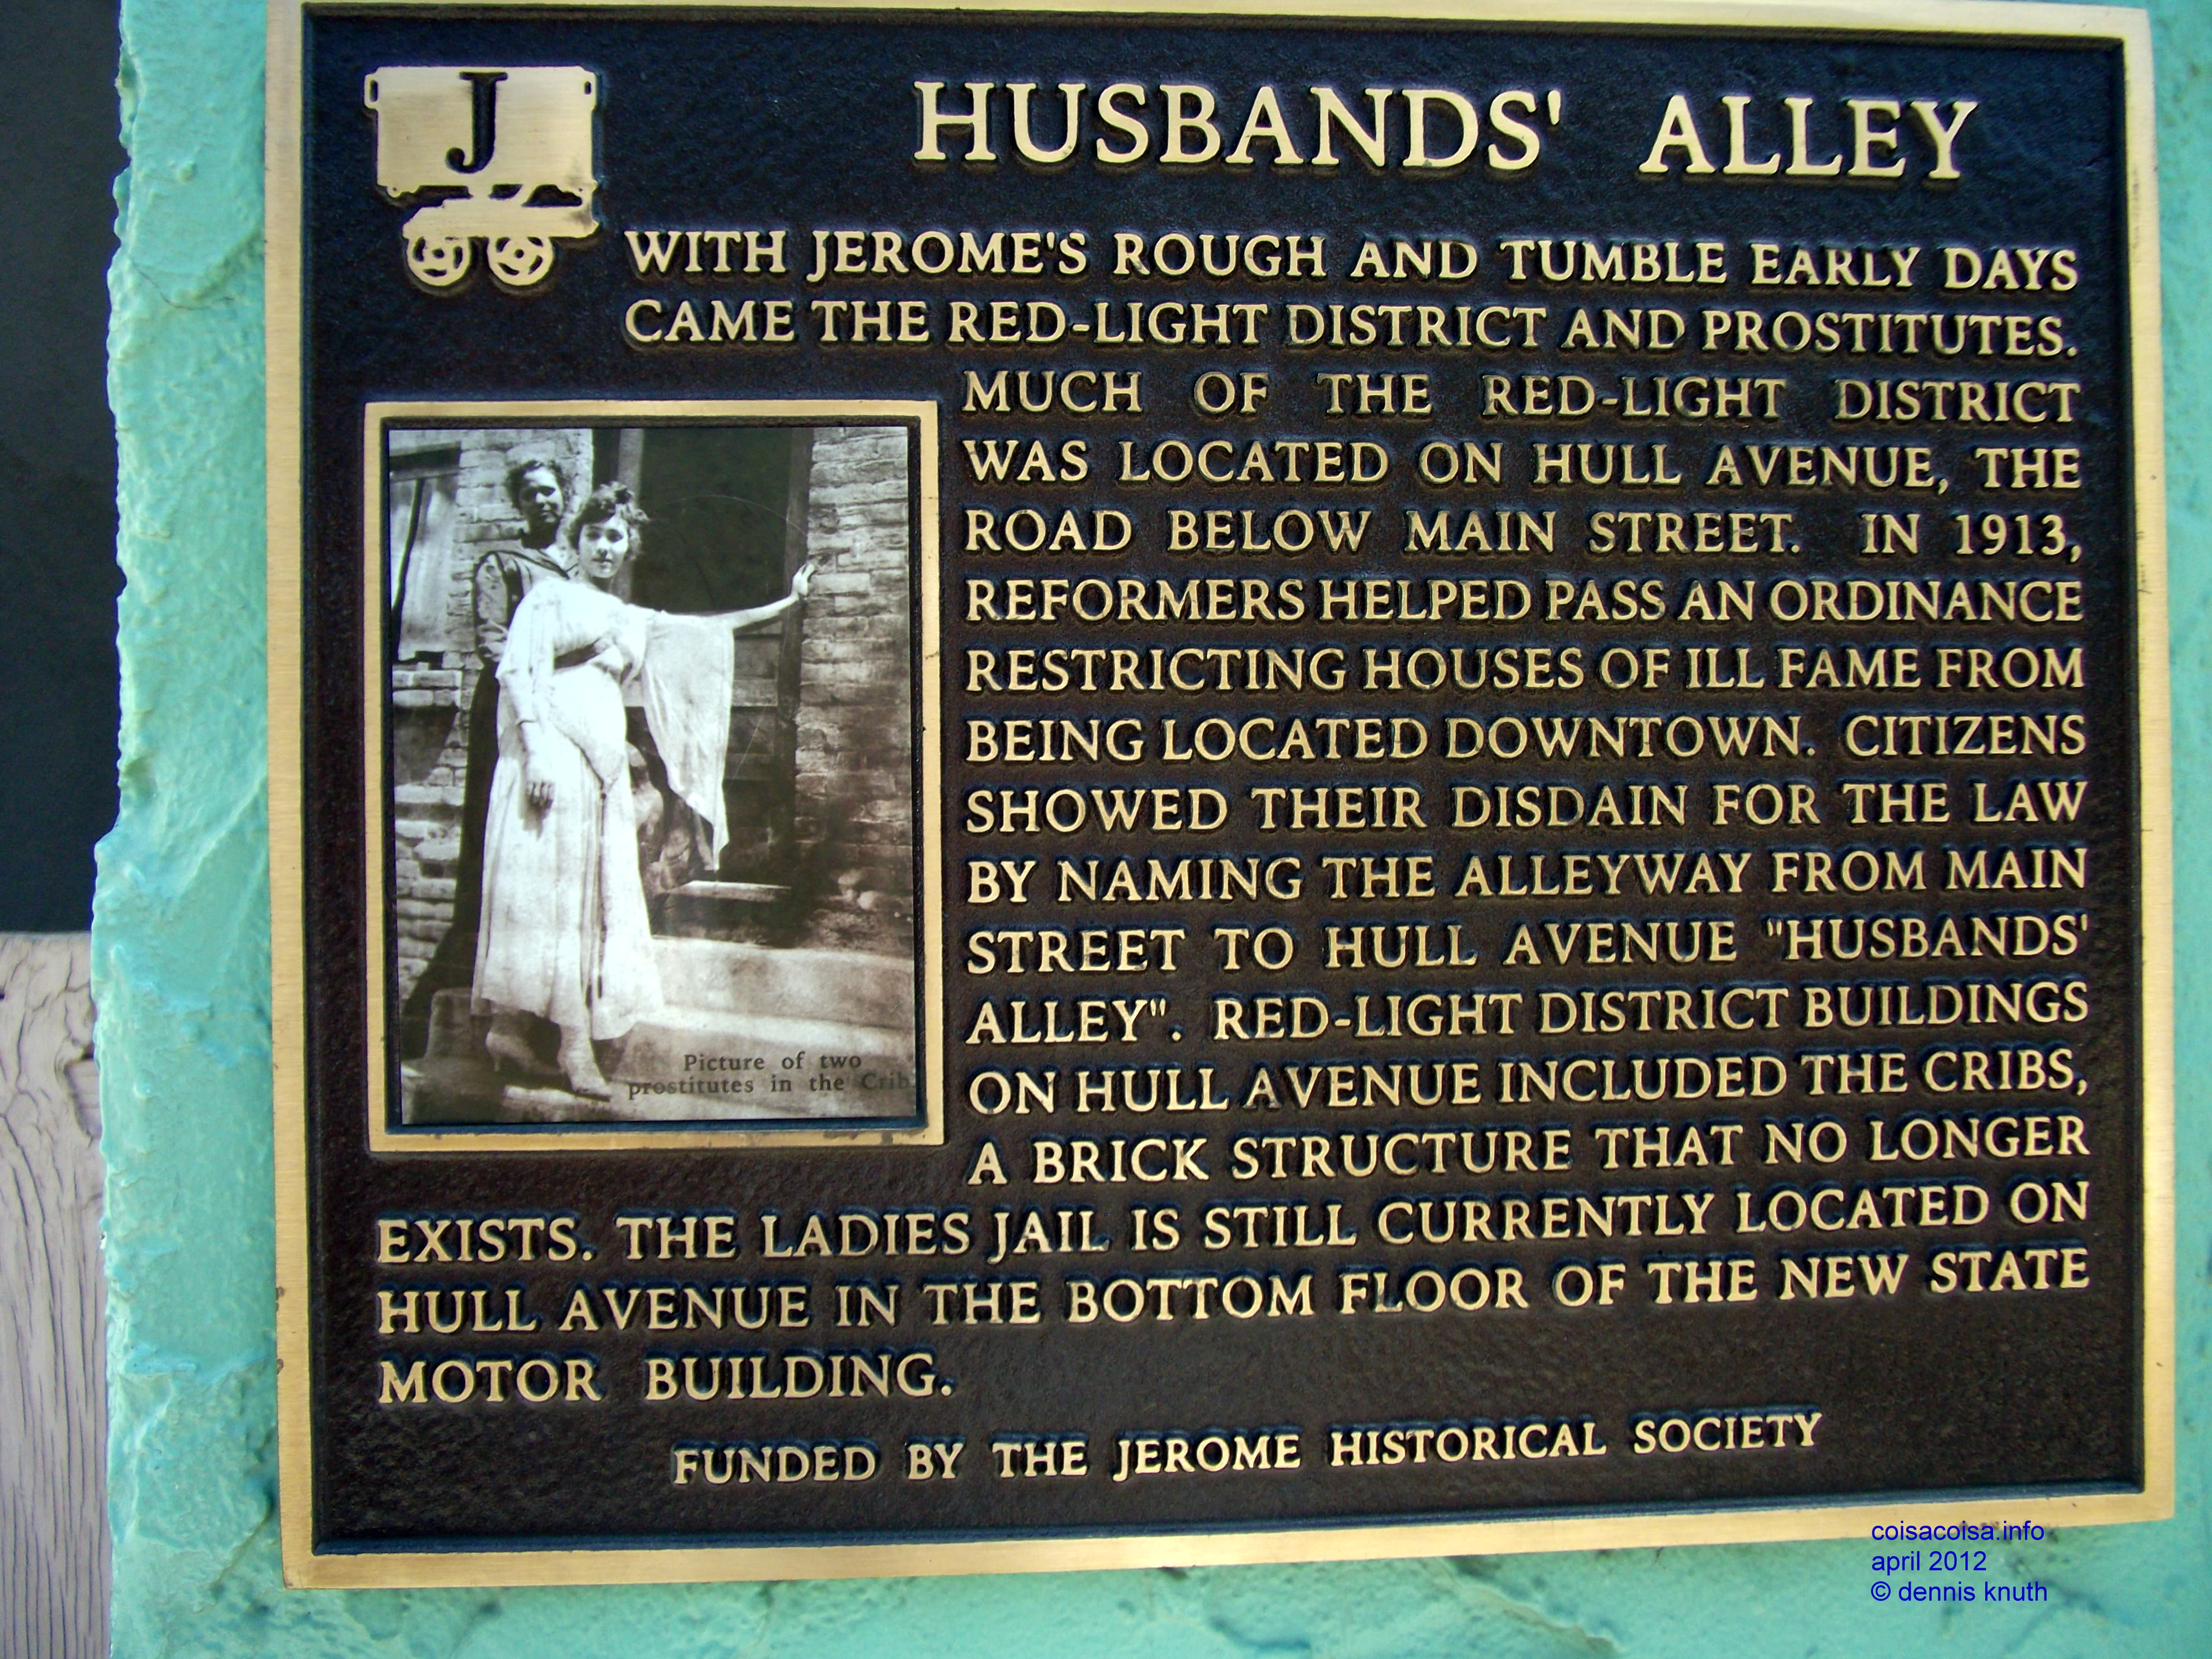 J
HUSBANDS' ALLEY
WITH JEROME'S ROUGH AND TUMBLE EARLY DAYS
CAME THE RED-LIGHT DISTRICT AND PROSTITUTES.
MUCH OF THE RED-LIGHT DISTRICT
WAS LOCATED ON HULL AVENUE, THE
ROAD BELOW MAIN STREET. IN 1913,
REFORMERS HELPED PASS AN ORDINANCE
RESTRICTING HOUSES OF ILL FAME FROM
BEING LOCATED DOWNTOWN. CITIZENS
SHOWED THEIR DISDAIN FOR THE LAW
BY NAMING THE ALLEYWAY FROM MAIN
STREET TO HULL AVENUE "HUSBANDS'
ALLEY". RED-LIGHT DISTRICT BUILDINGS
ON HULL AVENUE INCLUDED THE CRIBS,
A BRICK STRUCTURE THAT NO LONGER
EXISTS. THE LADIES JAIL IS STILL CURRENTLY LOCATED ON
HULL AVENUE IN THE BOTTOM FLOOR OF THE NEW STATE
MOTOR BUILDING.
Picture of two
prostitutes in the Crib
FUNDED BY THE JEROME HISTORICAL SOCIETY
coisacoisa.info
april 2012
© dennis knuth